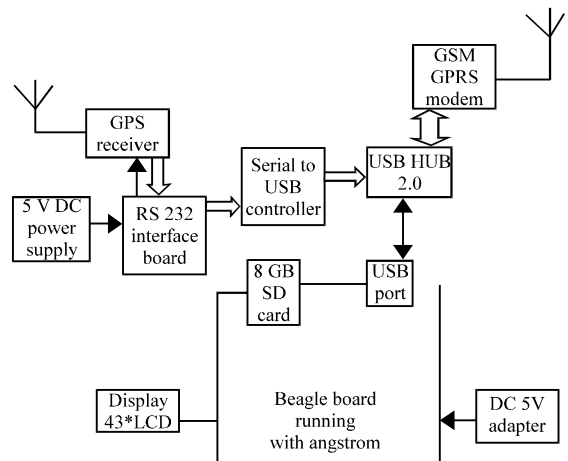 GSM
GPRS
modem
GPS
receiver
Serial to
USB
controller
USB HUB
2.0
5 V DC
power
supply
RS 232
interface
board
8 GB
SD
card
USB
port
Display
43*LCD
Beagle board
running
with angstrom
DC 5V
adapter